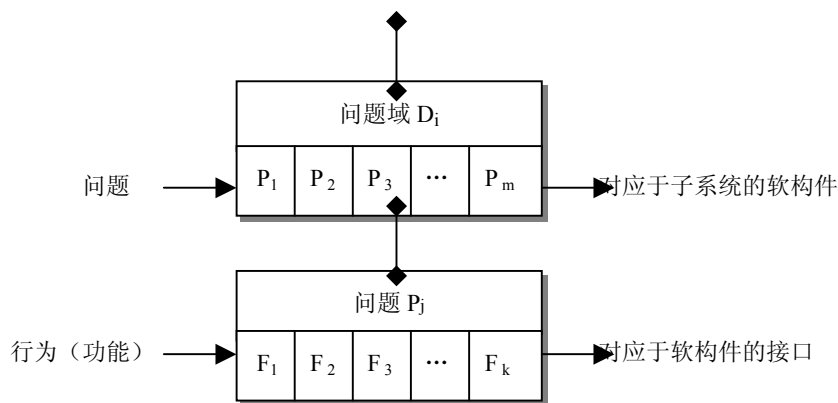 问题域 Di
问题
P1 P2 P3 … Pm
对应于子系统的软构件
问题 Pj
行为（功能）
F1 F2 F3 … Fk
对应于软构件的接口